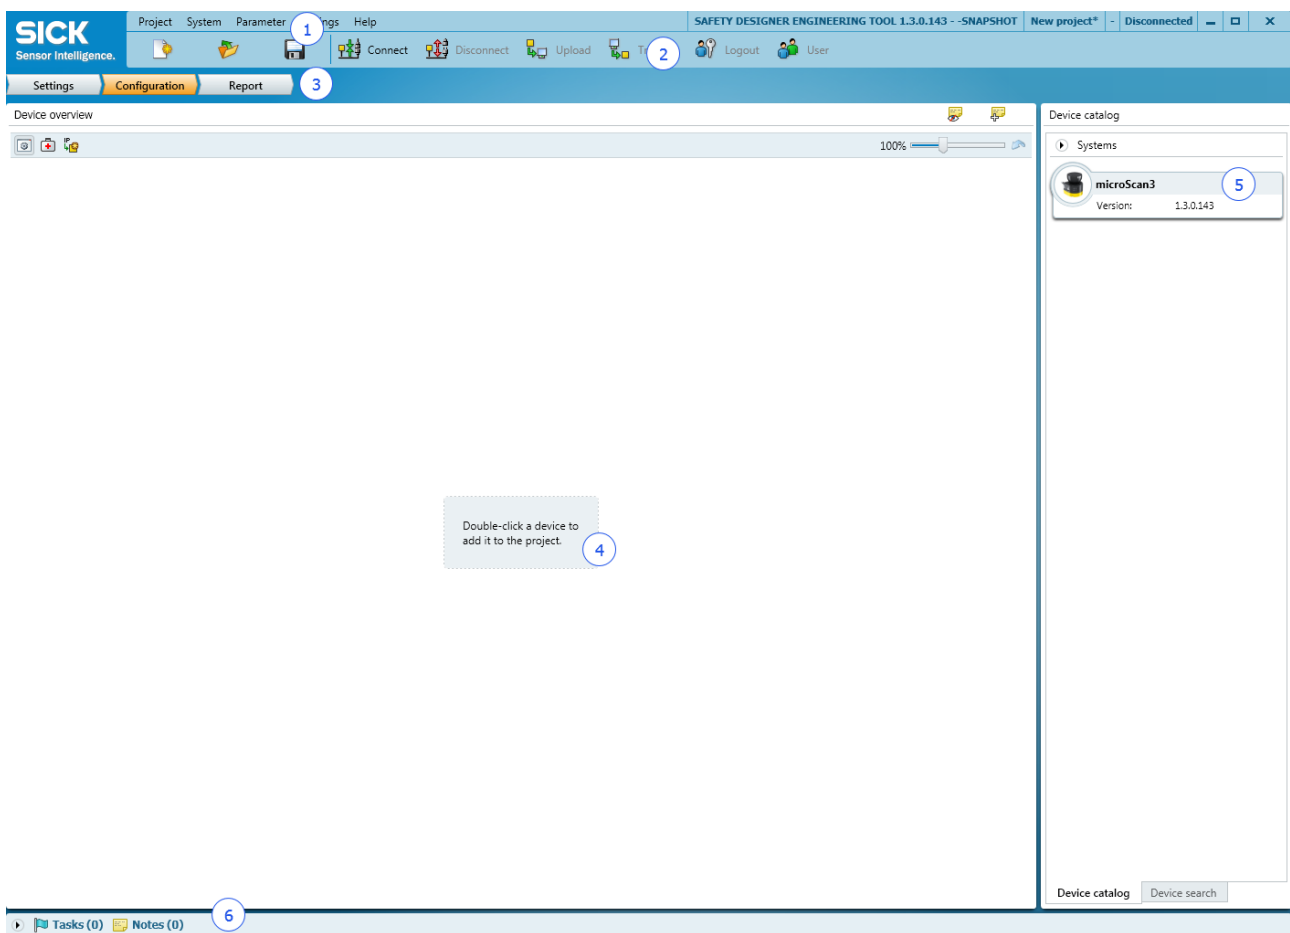 SICK
Sensor Intelligence.
Project System Parameter Help
SAFETY DESIGNER ENGINEERING TOOL 1.3.0.143 - -SNAPSHOT New project* - Disconnected
1
Connect Disconnect Upload Logout User
2
Settings Configuration Report
3
Device overview
100%
Device catalog
Systems
microScan3
Version: 1.3.0.143
5
Double-click a device to
add it to the project.
4
Device catalog Device search
Tasks (0) Notes (0)
6